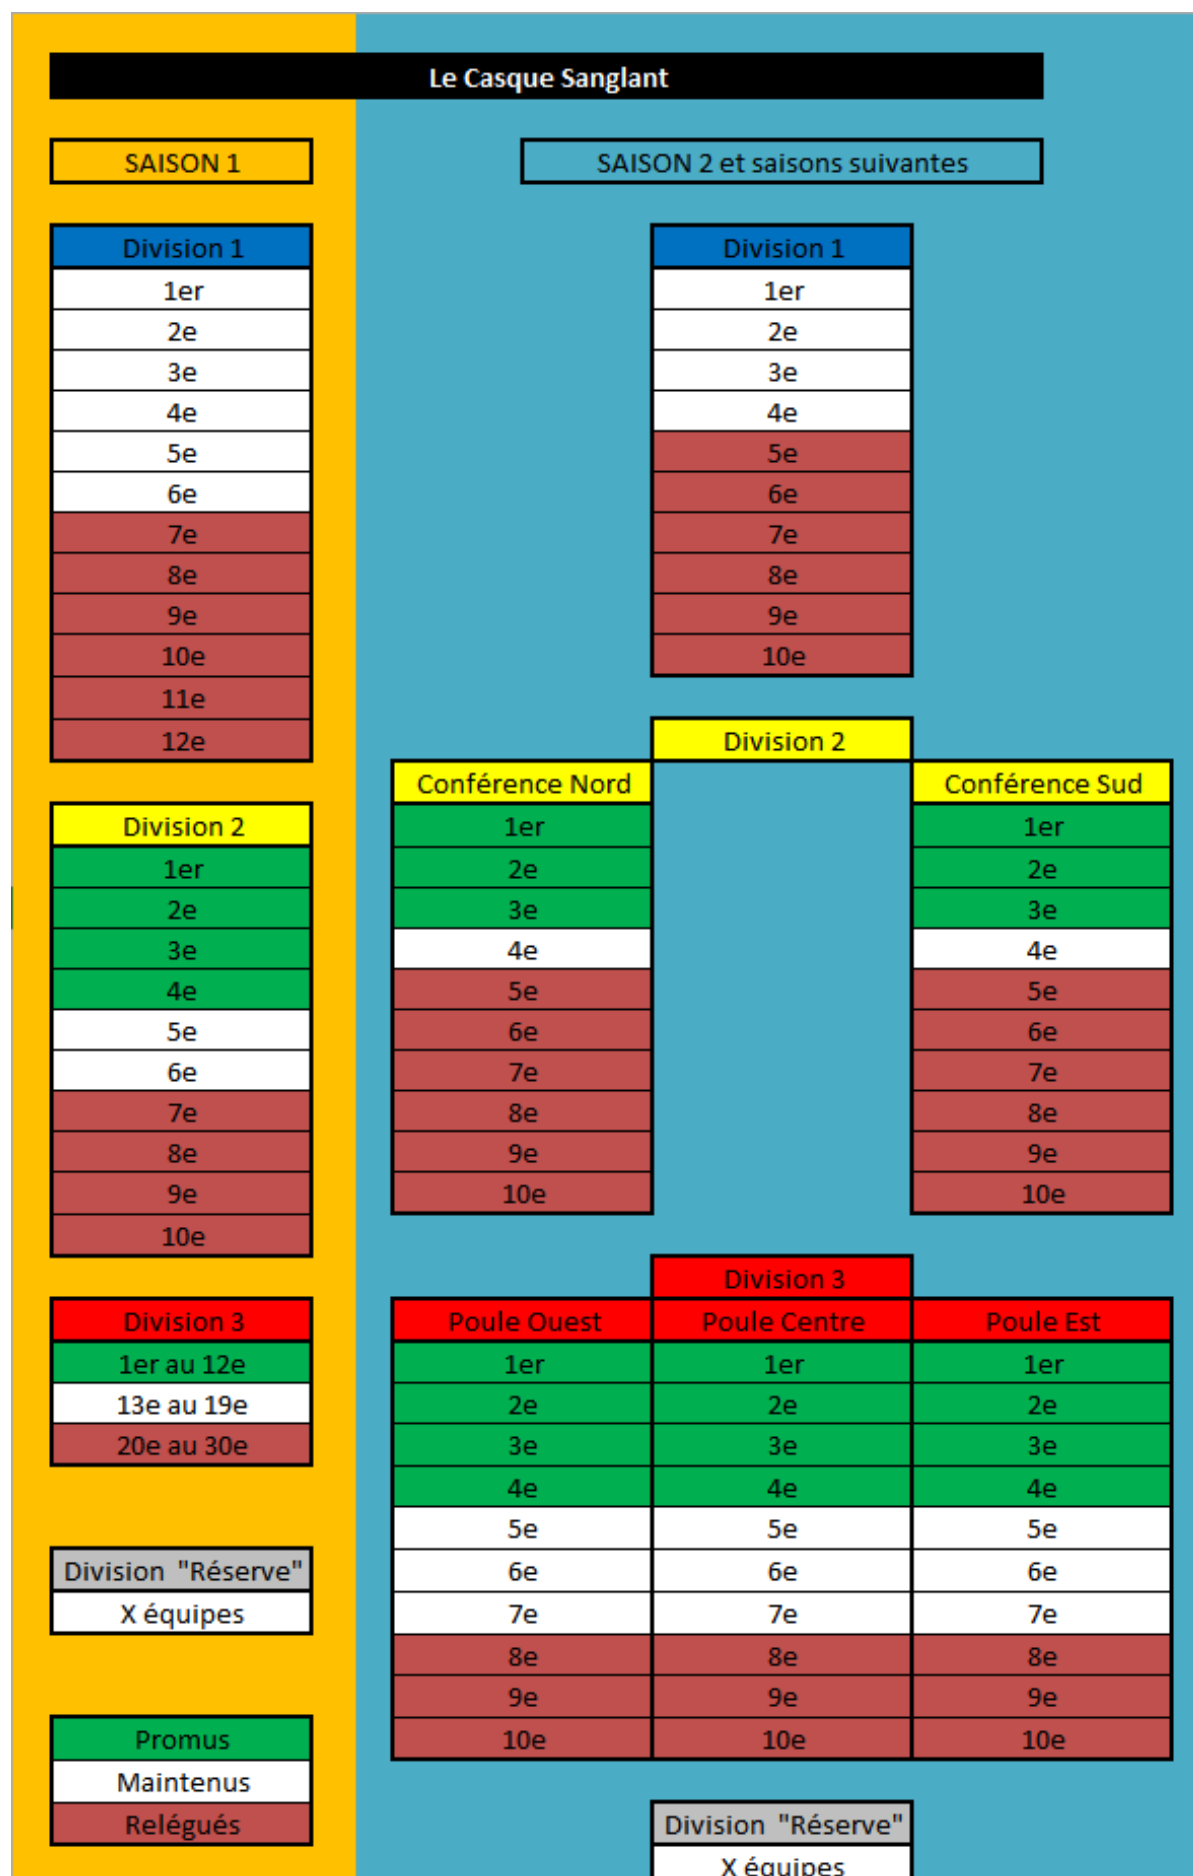 Le Casque Sanglant
SAISON 1
Division 1
1er
2e
3e
4e
5e
6e
7e
8e
9e
10e
11e
12e
Division 2
1er
2e
3e
4e
5e
6e
7e
8e
9e
10e
Division 3
1er au 12e
13e au 19e
20e au 30e
Division "Réserve"
X équipes
Promus
Maintenus
Relégués
SAISON 2 et saisons suivantes
Division 1
1er
2e
3e
4e
5e
6e
7e
8e
9e
10e
Division 2
Conférence Nord
1er
2e
3e
4e
5e
6e
7e
8e
9e
10e
Conférence Sud
1er
2e
3e
4e
5e
6e
7e
8e
9e
10e
Division 3
Poule Ouest Poule Centre Poule Est
1er 1er 1er
2e 2e 2e
3e 3e 3e
4e 4e 4e
5e 5e 5e
6e 6e 6e
7e 7e 7e
8e 8e 8e
9e 9e 9e
10e 10e 10e
Division "Réserve"
X équipes